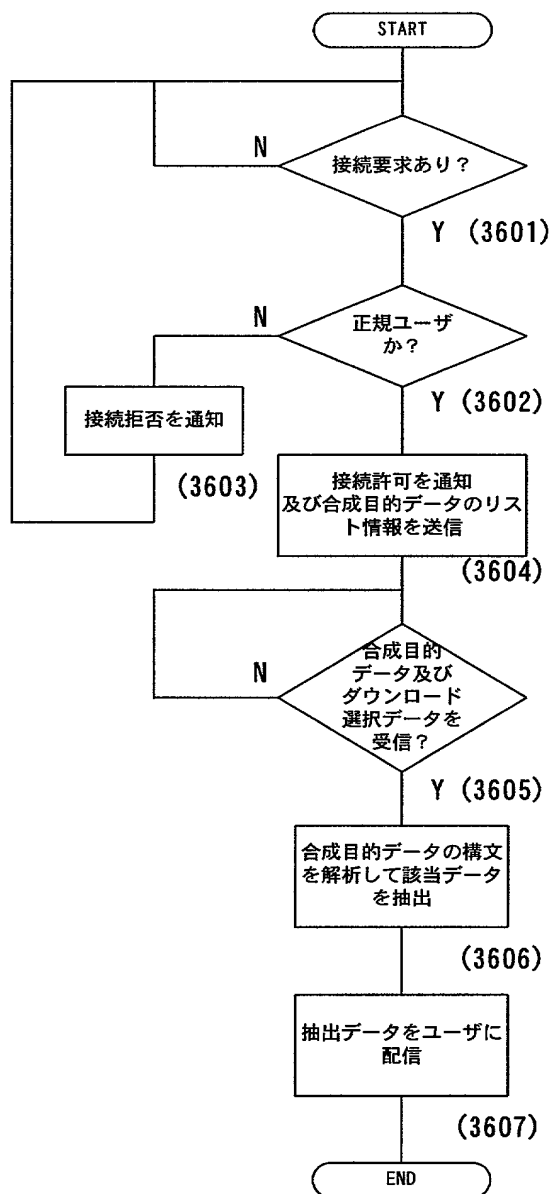 START
N
接続要求あり？
Y (3601)
N
正規ユーザ
か？
Y (3602)
接続拒否を通知
(3603)
接続許可を通知
及び合成目的データのリス
ト情報を送信
(3604)
N
合成目的
データ及び
ダウンロード
選択データを
受信？
Y (3605)
合成目的データの構文
を解析して該当データ
を抽出
(3606)
抽出データをユーザに
配信
(3607)
END